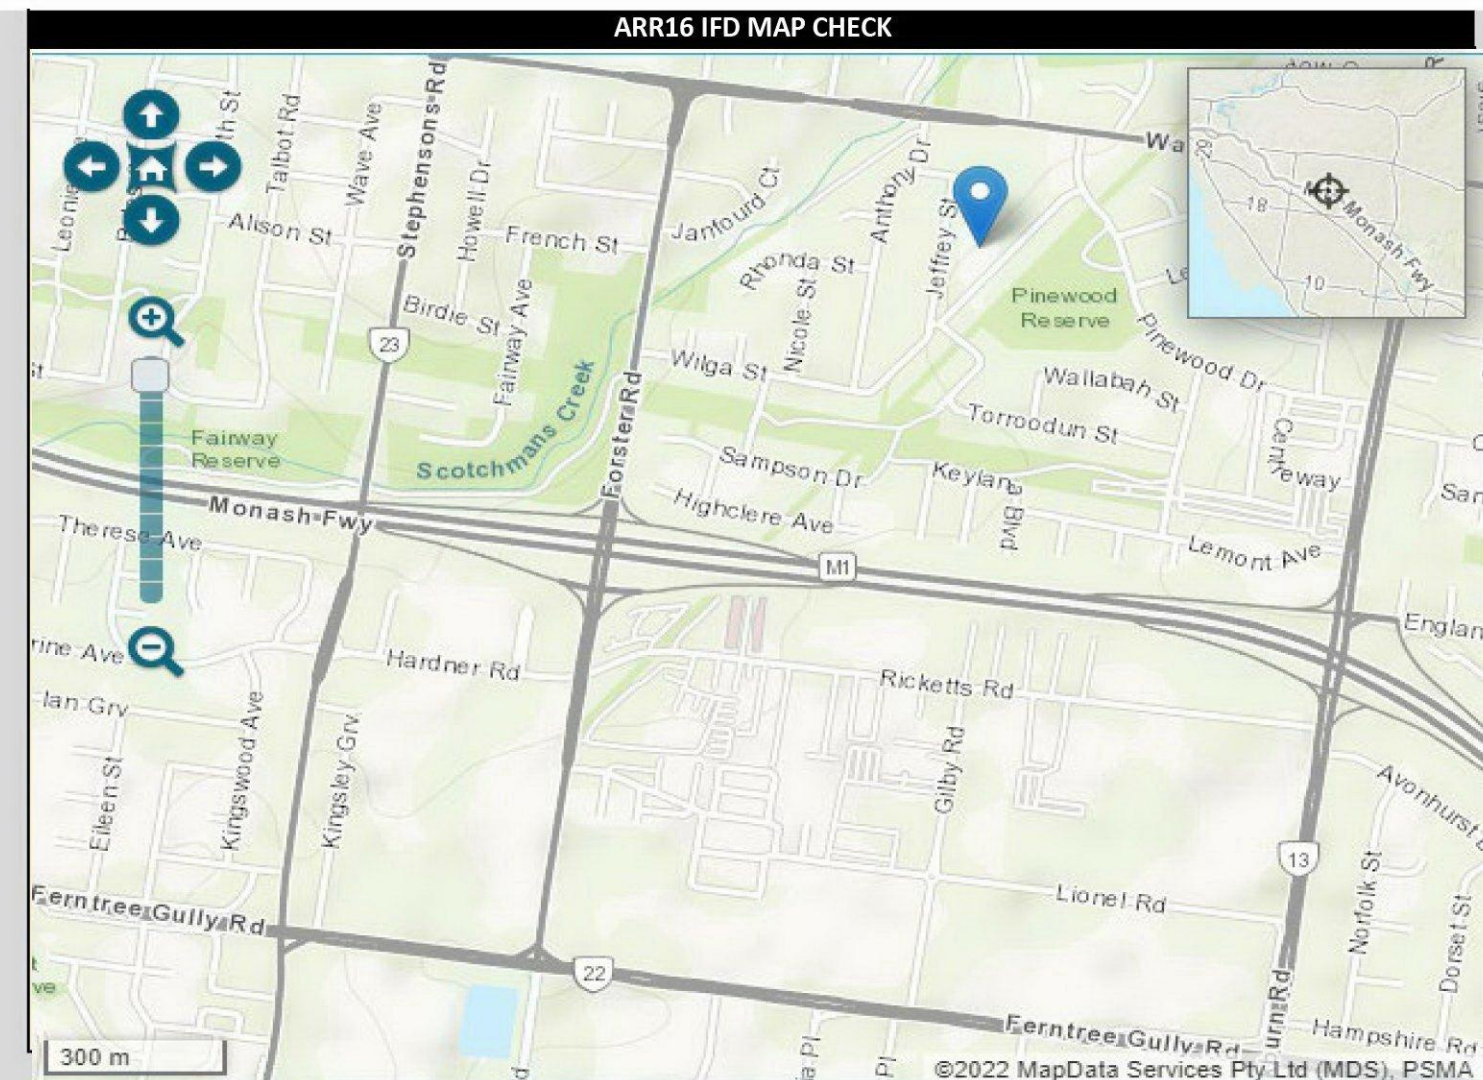 ARR16 IFD MAP CHECK
Stephensons Rd
Talbot Rd
Wave Ave
Howell Dr
Alison St
French St
Janfourd Ct
Anthony Dr
Jeffrey St
Rhonda St
Nicole St
Birdie St
Fairway Ave
23
Wilga St
Forster Rd
Scotchmans Creek
Fairway
Reserve
Pinewood
Reserve
Pinewood Dr
Wallabah St
Torroodun St
Centreway
Sampson Dr
Keylana Blvd
Highclere Ave
Lemont Ave
Monash Fwy
Therese Ave
M1
29
18
10
Monash Fwy
Hardner Rd
Ricketts Rd
Ian Grv
Kingswood Ave
Kingsley Grv
Eileen St
Gilby Rd
Avonhurst
13
Lionel Rd
Norfolk St
Dorset St
Ferntree Gully Rd
22
Ferntree Gully Rd
Hampshire Rd
300 m
©2022 MapData Services Pty Ltd (MDS), PSMA